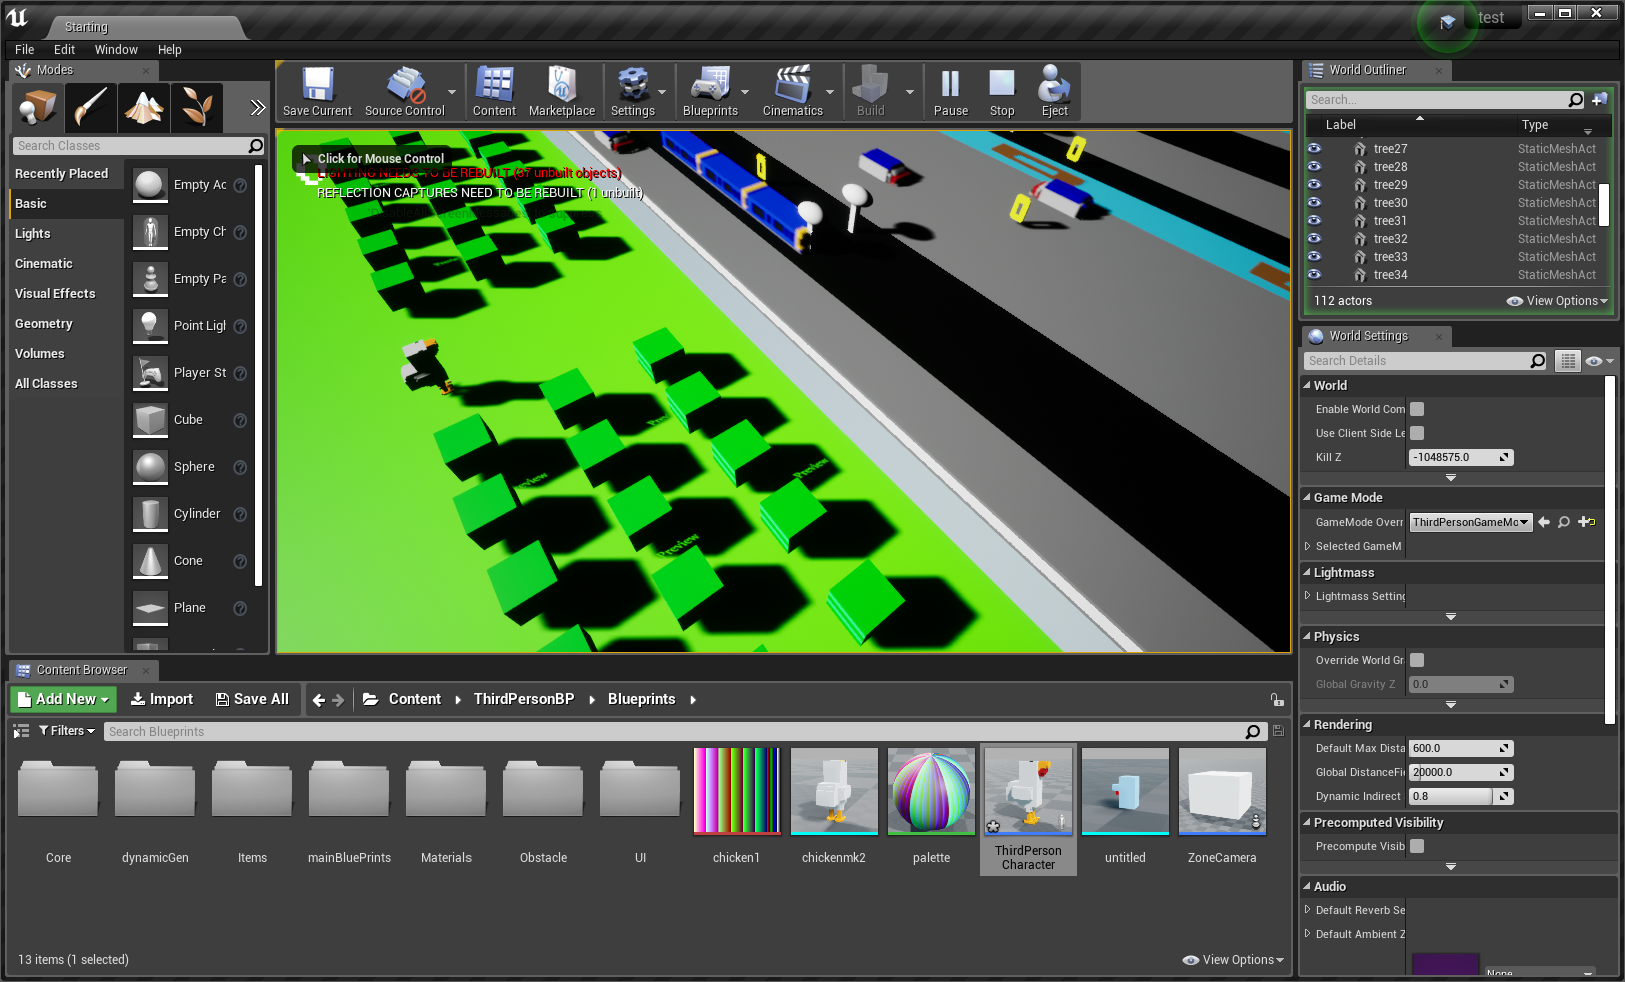 Starting
test
File Edit Window Help
Modes
Search Classes
Recently Placed
Basic
Lights
Cinematic
Visual Effects
Geometry
Volumes
All Classes
Empty Ac
Empty Ch
Empty Pa
Point Ligh
Player St
Cube
Sphere
Cylinder
Cone
Plane
Save Current
Source Control
Content
Marketplace
Settings
Blueprints
Cinematics
Build
Pause
Stop
Eject
Click for Mouse Control
LIGHTING NEEDS TO BE REBUILT (37 unbuilt objects)
REFLECTION CAPTURES NEED TO BE REBUILT (1 unbuilt)
Preview
Preview
World Outliner
Search...
Label Type
tree27 StaticMeshAct
tree28 StaticMeshAct
tree29 StaticMeshAct
tree30 StaticMeshAct
tree31 StaticMeshAct
tree32 StaticMeshAct
tree33 StaticMeshAct
tree34 StaticMeshAct
112 actors View Options
World Settings
Search Details
World
Enable World Com
Use Client Side Le
Kill Z -1048575.0
Game Mode
GameMode Overr ThirdPersonGameMo
Selected GameM
Lightmass
Lightmass Setting
Physics
Override World Gr
Global Gravity Z 0.0
Rendering
Default Max Dista 600.0
Global DistanceFie 20000.0
Dynamic Indirect 0.8
Precomputed Visibility
Precompute Visib
Audio
Default Reverb Se
Default Ambient Z
None
Content Browser
Add New Import Save All Content ThirdPersonBP Blueprints
Filters Search Blueprints
Core
dynamicGen
Items
mainBluePrints
Materials
Obstacle
UI
chicken1
chickenmk2
palette
ThirdPerson
Character
untitled
ZoneCamera
13 items (1 selected) View Options